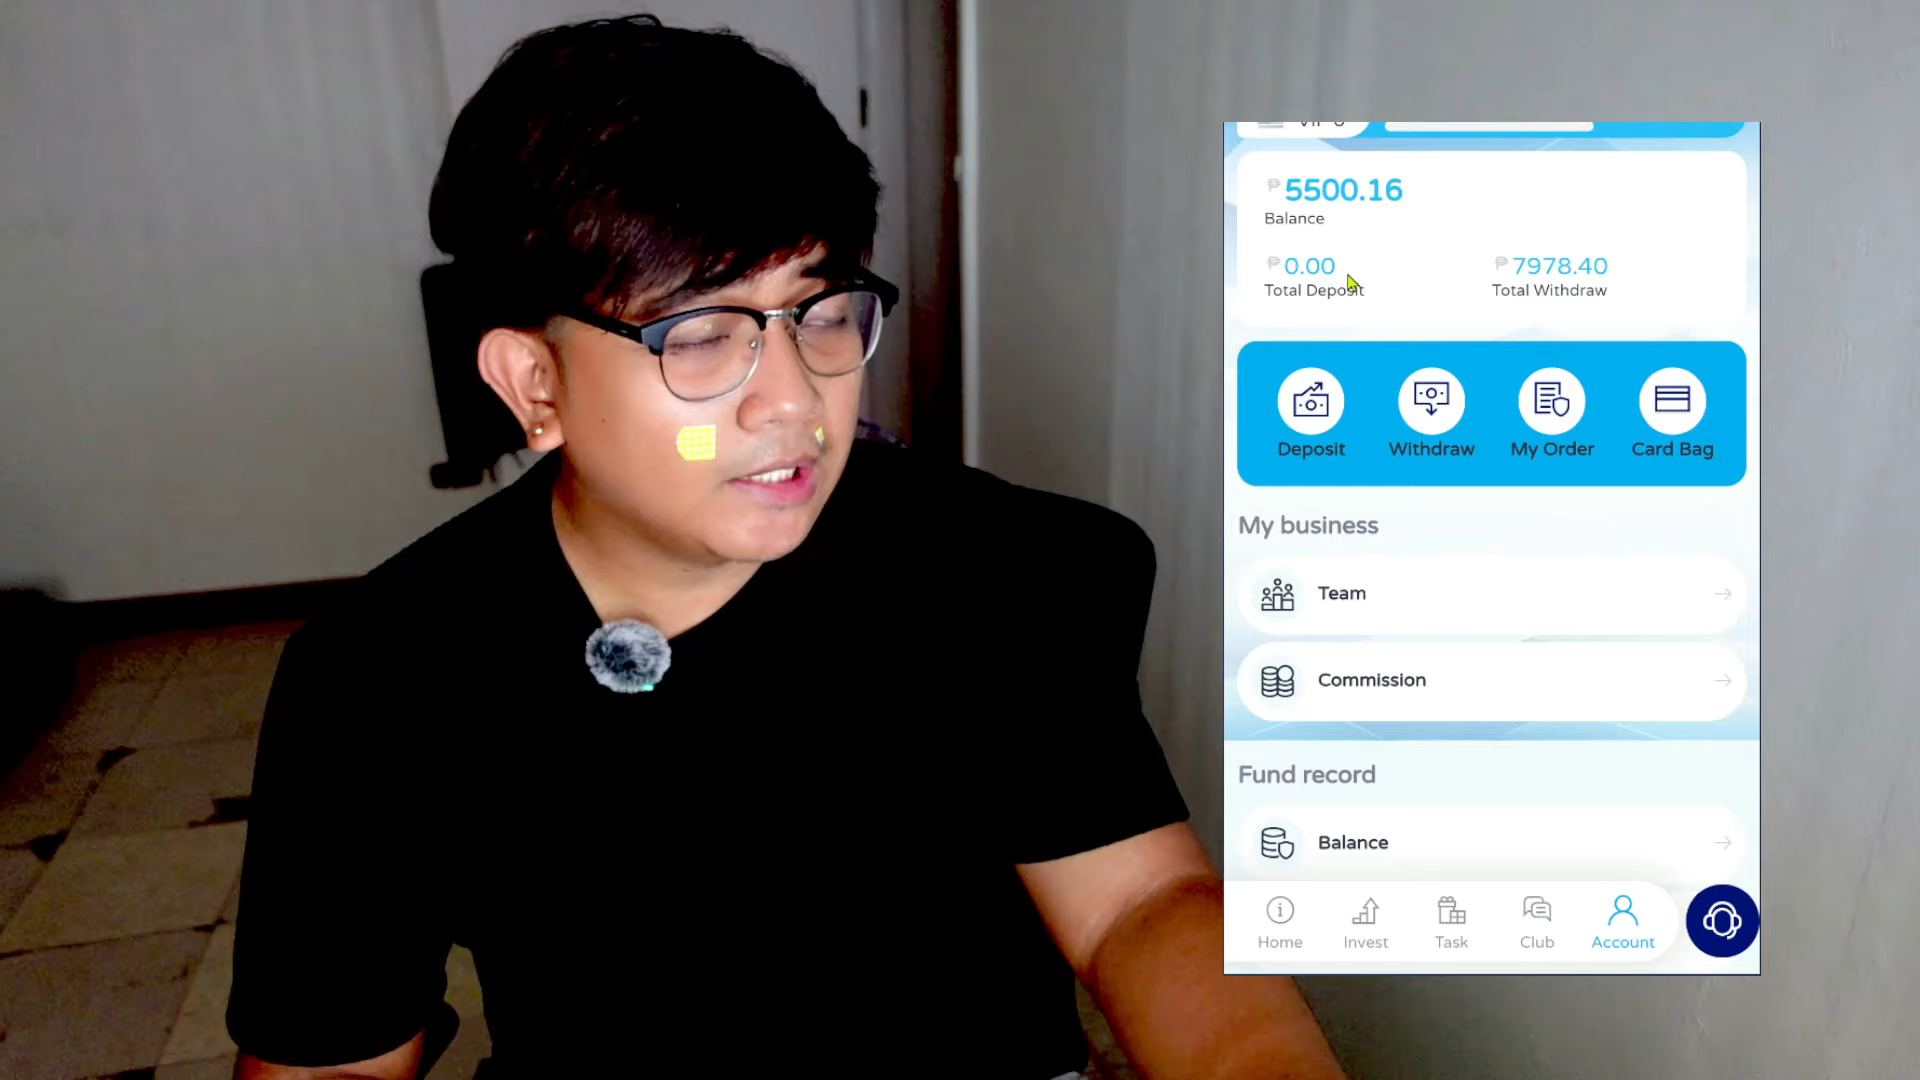 ₱5500.16
Balance
₱0.00
₱7978.40
Total Deposit
Total Withdraw
Deposit
Withdraw
My Order
Card Bag
My business
Team
Commission
Fund record
Balance
Home
Invest
Task
Club
Account